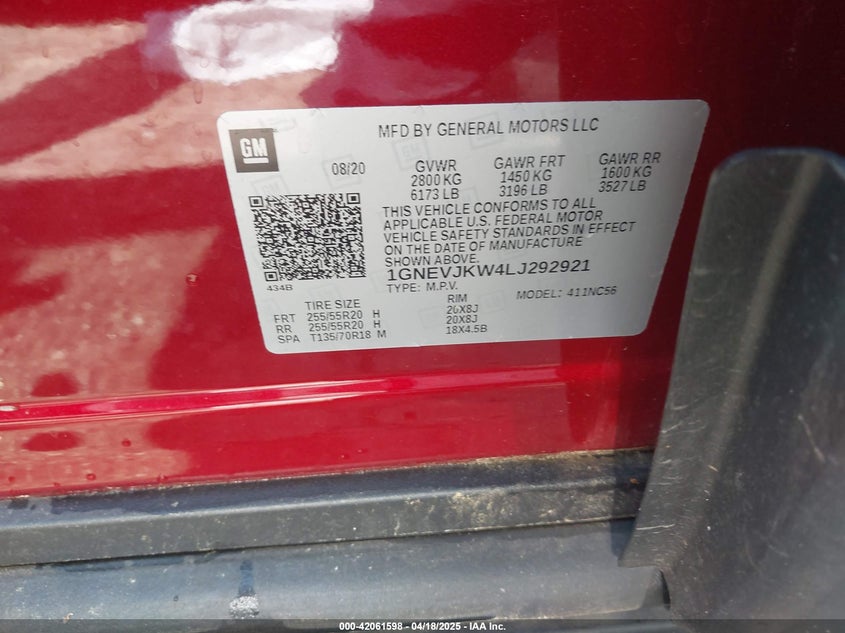 MFD BY GENERAL MOTORS LLC
GM
08/20
GVWR GAWR FRT GAWR RR
2800 KG 1450 KG 1600 KG
6173 LB 3196 LB 3527 LB
THIS VEHICLE CONFORMS TO ALL
APPLICABLE U.S. FEDERAL MOTOR
VEHICLE SAFETY STANDARDS IN EFFECT
ON THE DATE OF MANUFACTURE
SHOWN ABOVE.
1GNEVJKW4LJ292921
434B
TYPE: M.P.V. MODEL: 411NC56
TIRE SIZE RIM
FRT 255/55R20 H 20X8J
RR 255/55R20 H 20X8J
SPA T135/70R18 M 18X4.5B
000-42061598 - 04/18/2025 - IAA Inc.